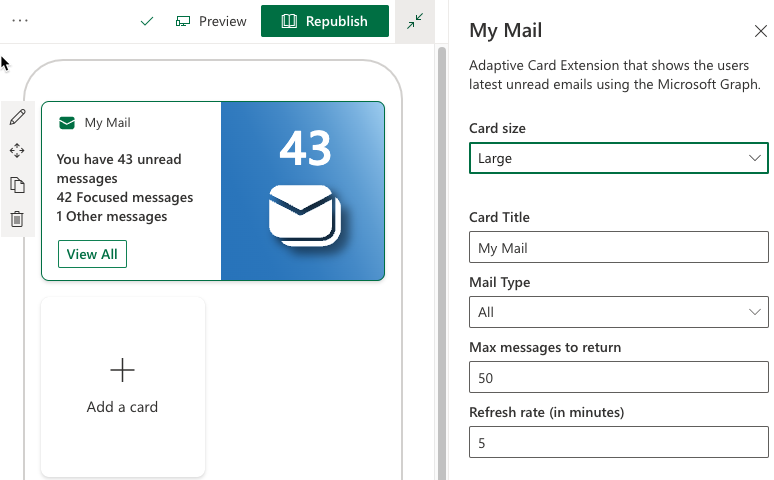 Preview
Republish
My Mail
You have 43 unread
messages
42 Focused messages
1 Other messages
View All
43
Add a card
My Mail
Adaptive Card Extension that shows the users
latest unread emails using the Microsoft Graph.
Card size
Large
Card Title
My Mail
Mail Type
All
Max messages to return
50
Refresh rate (in minutes)
5